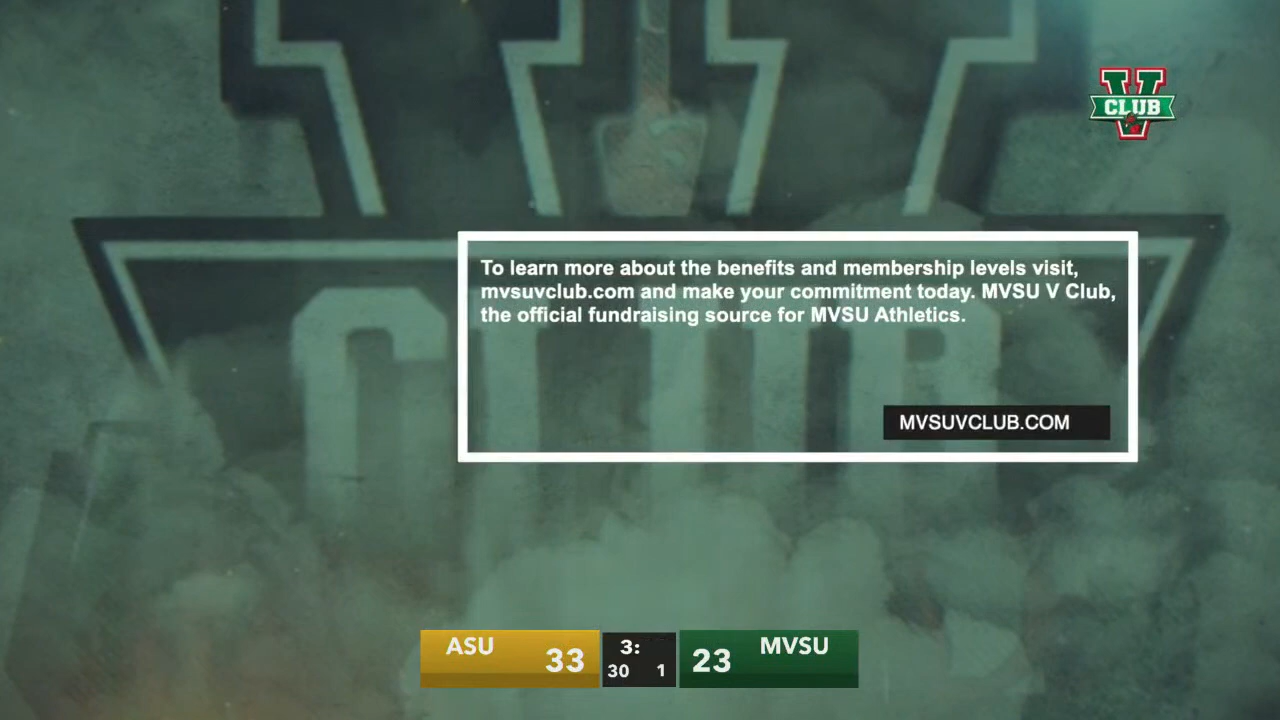 CLUB
To learn more about the benefits and membership levels visit,
mvsuvclub.com and make your commitment today. MVSU V Club,
the official fundraising source for MVSU Athletics.
MVSUVCLUB.COM
CLUB
ASU 33 3: 23 MVSU
30 1